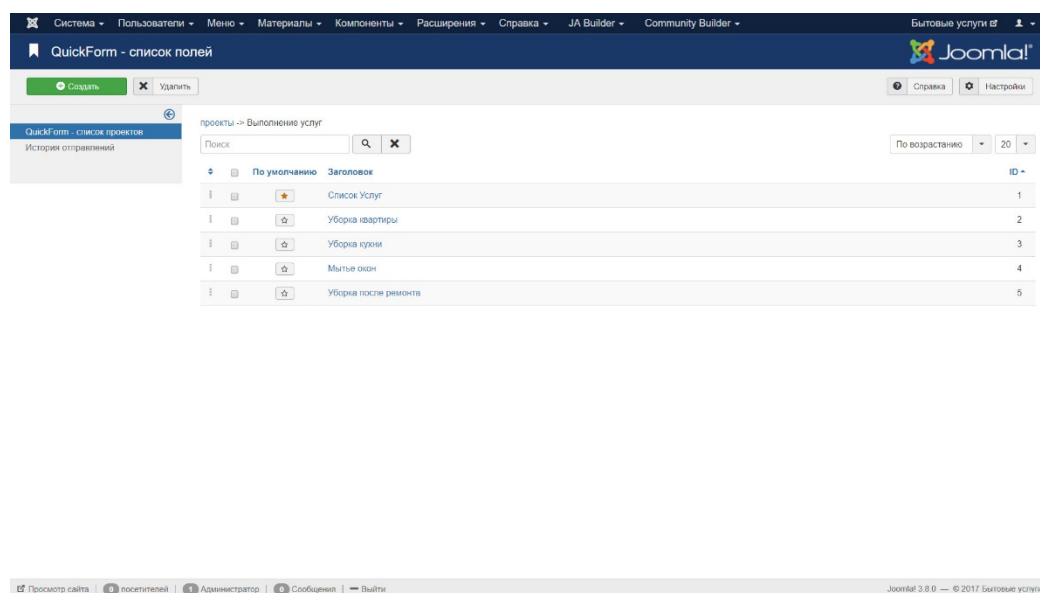 Система Пользователи Меню Материалы Компоненты Расширения Справка JA Builder Community Builder Бытовые услуги
QuickForm - список полей Joomla!
Создать Удалить Справка Настройки
QuickForm - список проектов
История отправлений
проекты -> Выполнение услуг
Поиск По возрастанию 20
По умолчанию Заголовок ID
Список Услуг 1
Уборка квартиры 2
Уборка кухни 3
Мытье окон 4
Уборка после ремонта 5
Просмотр сайта 0 посетителей 1 Администратор 0 Сообщения Выйти Joomla! 3.8.0 — © 2017 Бытовые услуги